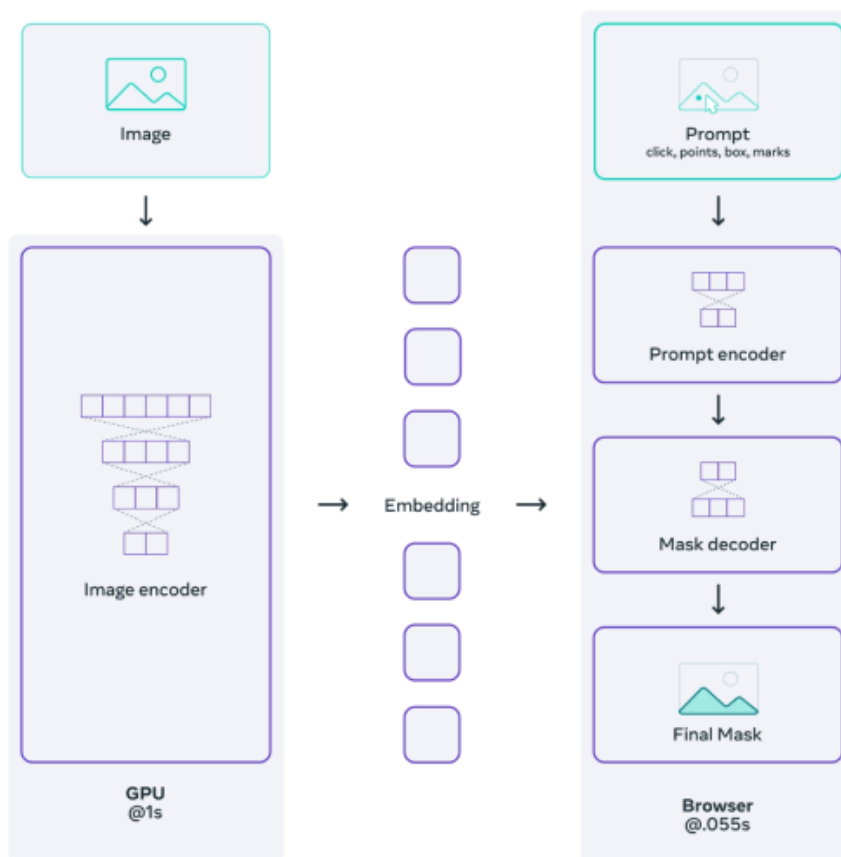 Image
Image encoder
GPU
@1s
Embedding
Prompt
click, points, box, marks
Prompt encoder
Mask decoder
Final Mask
Browser
@.055s